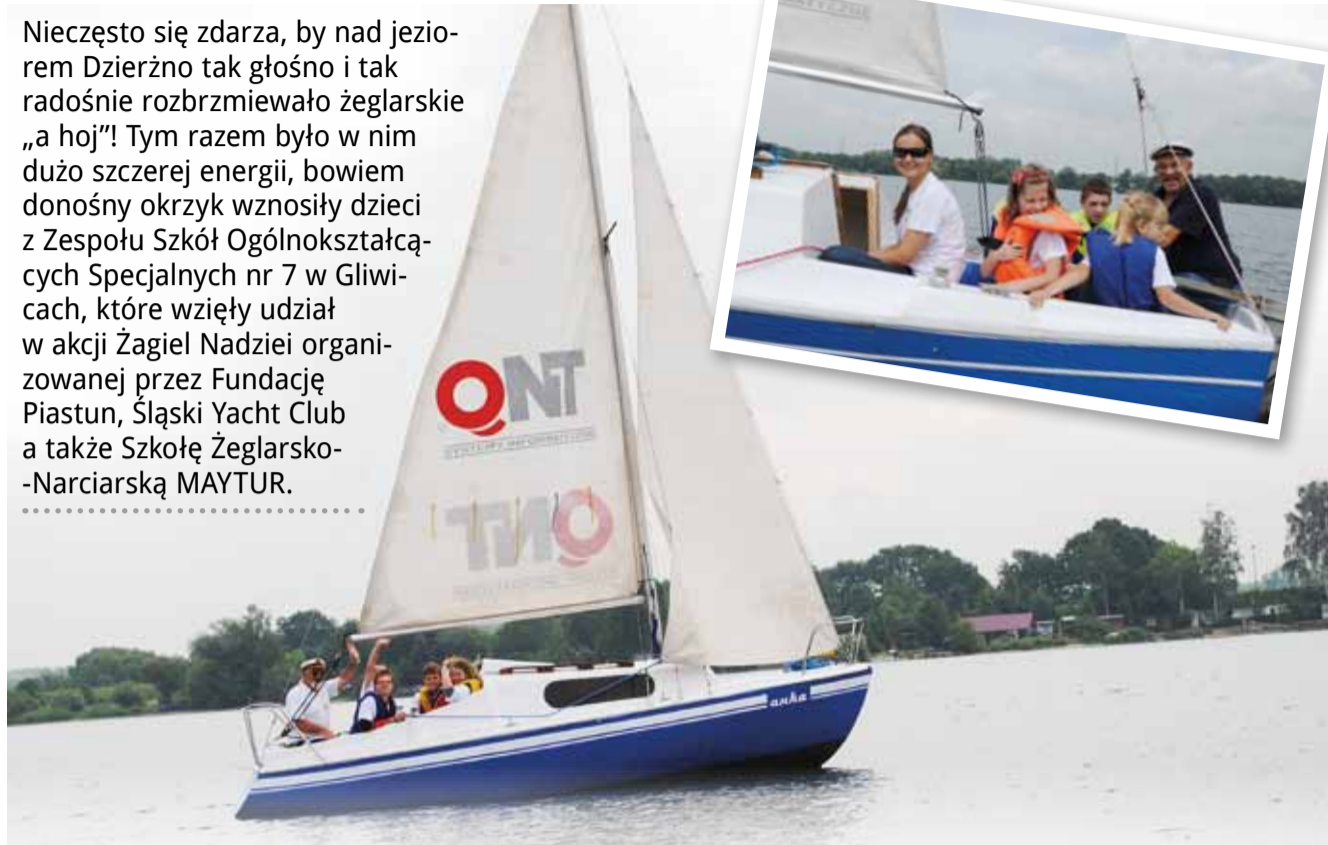 Nieczęsto się zdarza, by nad jezio-
rem Dzierżno tak głośno i tak
radośnie rozbrzmiewało żeglarskie
„a hoj”! Tym razem było w nim
dużo szczerej energii, bowiem
donośny okrzyk wznosiły dzieci
z Zespołu Szkół Ogólnokształcą-
cych Specjalnych nr 7 w Gliwi-
cach, które wzięły udział
w akcji Żagiel Nadziei organi-
zowanej przez Fundację
Piastun, Śląski Yacht Club
a także Szkołę Żeglarsko-
-Narciarską MAYTUR.
QNT
QNT
anka